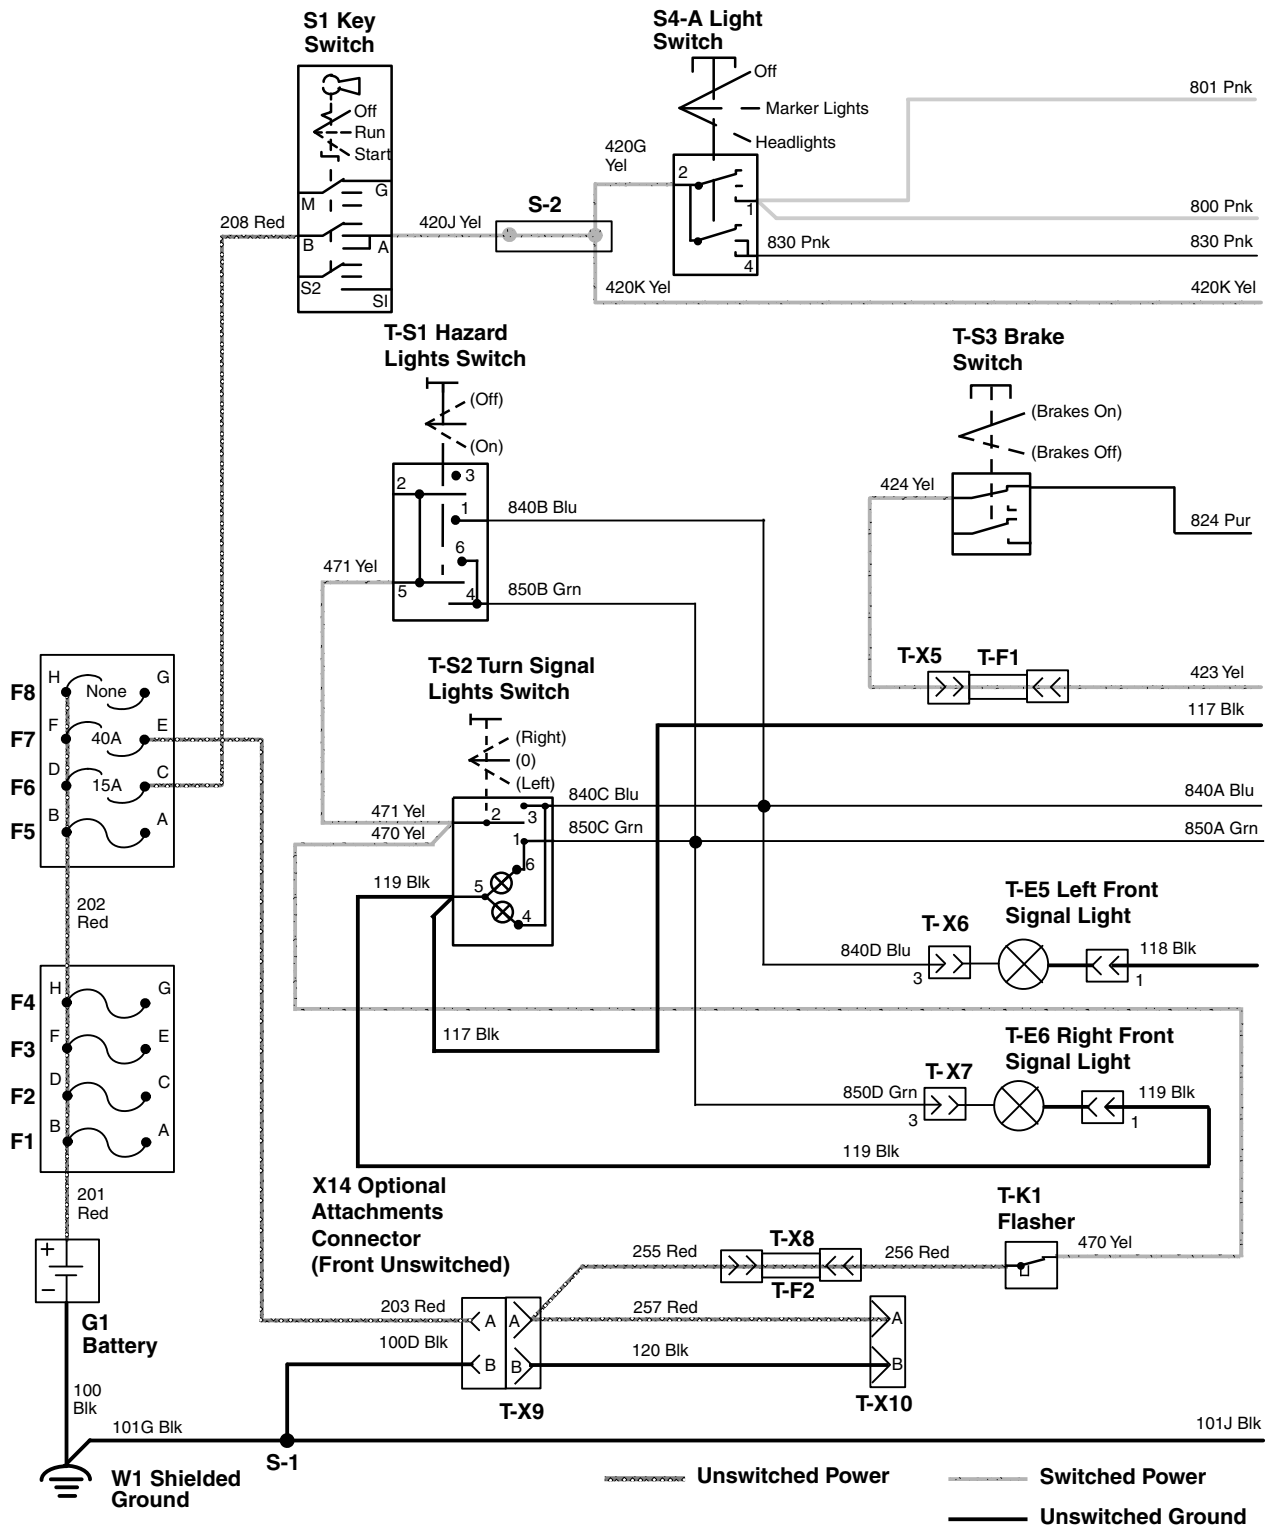 S1 Key
Switch
Off
Run
Start
M
G
B
A
S2
SI
208 Red
420J Yel
S-2
420G
Yel
420K Yel
S4-A Light
Switch
Off
Marker Lights
Headlights
2
1
4
830 Pnk
801 Pnk
800 Pnk
830 Pnk
420K Yel
T-S1 Hazard
Lights Switch
(Off)
(On)
3
2
1
6
5
4
840B Blu
850B Grn
471 Yel
T-S3 Brake
Switch
(Brakes On)
(Brakes Off)
424 Yel
824 Pur
T-X5
T-F1
423 Yel
117 Blk
T-S2 Turn Signal
Lights Switch
(Right)
(0)
(Left)
471 Yel
470 Yel
2
3
1
6
5
4
840C Blu
850C Grn
840A Blu
850A Grn
119 Blk
117 Blk
F8
H
None
G
F7
F
40A
E
F6
D
15A
C
F5
B
A
202
Red
F4
H
G
F3
F
E
F2
D
C
F1
B
A
201
Red
+
−
G1
Battery
100
Blk
101G Blk
W1 Shielded
Ground
S-1
T-E5 Left Front
Signal Light
T-X6
840D Blu
3
118 Blk
1
T-E6 Right Front
Signal Light
T-X7
850D Grn
3
119 Blk
1
119 Blk
X14 Optional
Attachments
Connector
(Front Unswitched)
T-K1
Flasher
470 Yel
255 Red
T-X8
T-F2
256 Red
203 Red
A
A
257 Red
A
100D Blk
B
B
120 Blk
B
T-X9
T-X10
101J Blk
Unswitched Power
Switched Power
Unswitched Ground